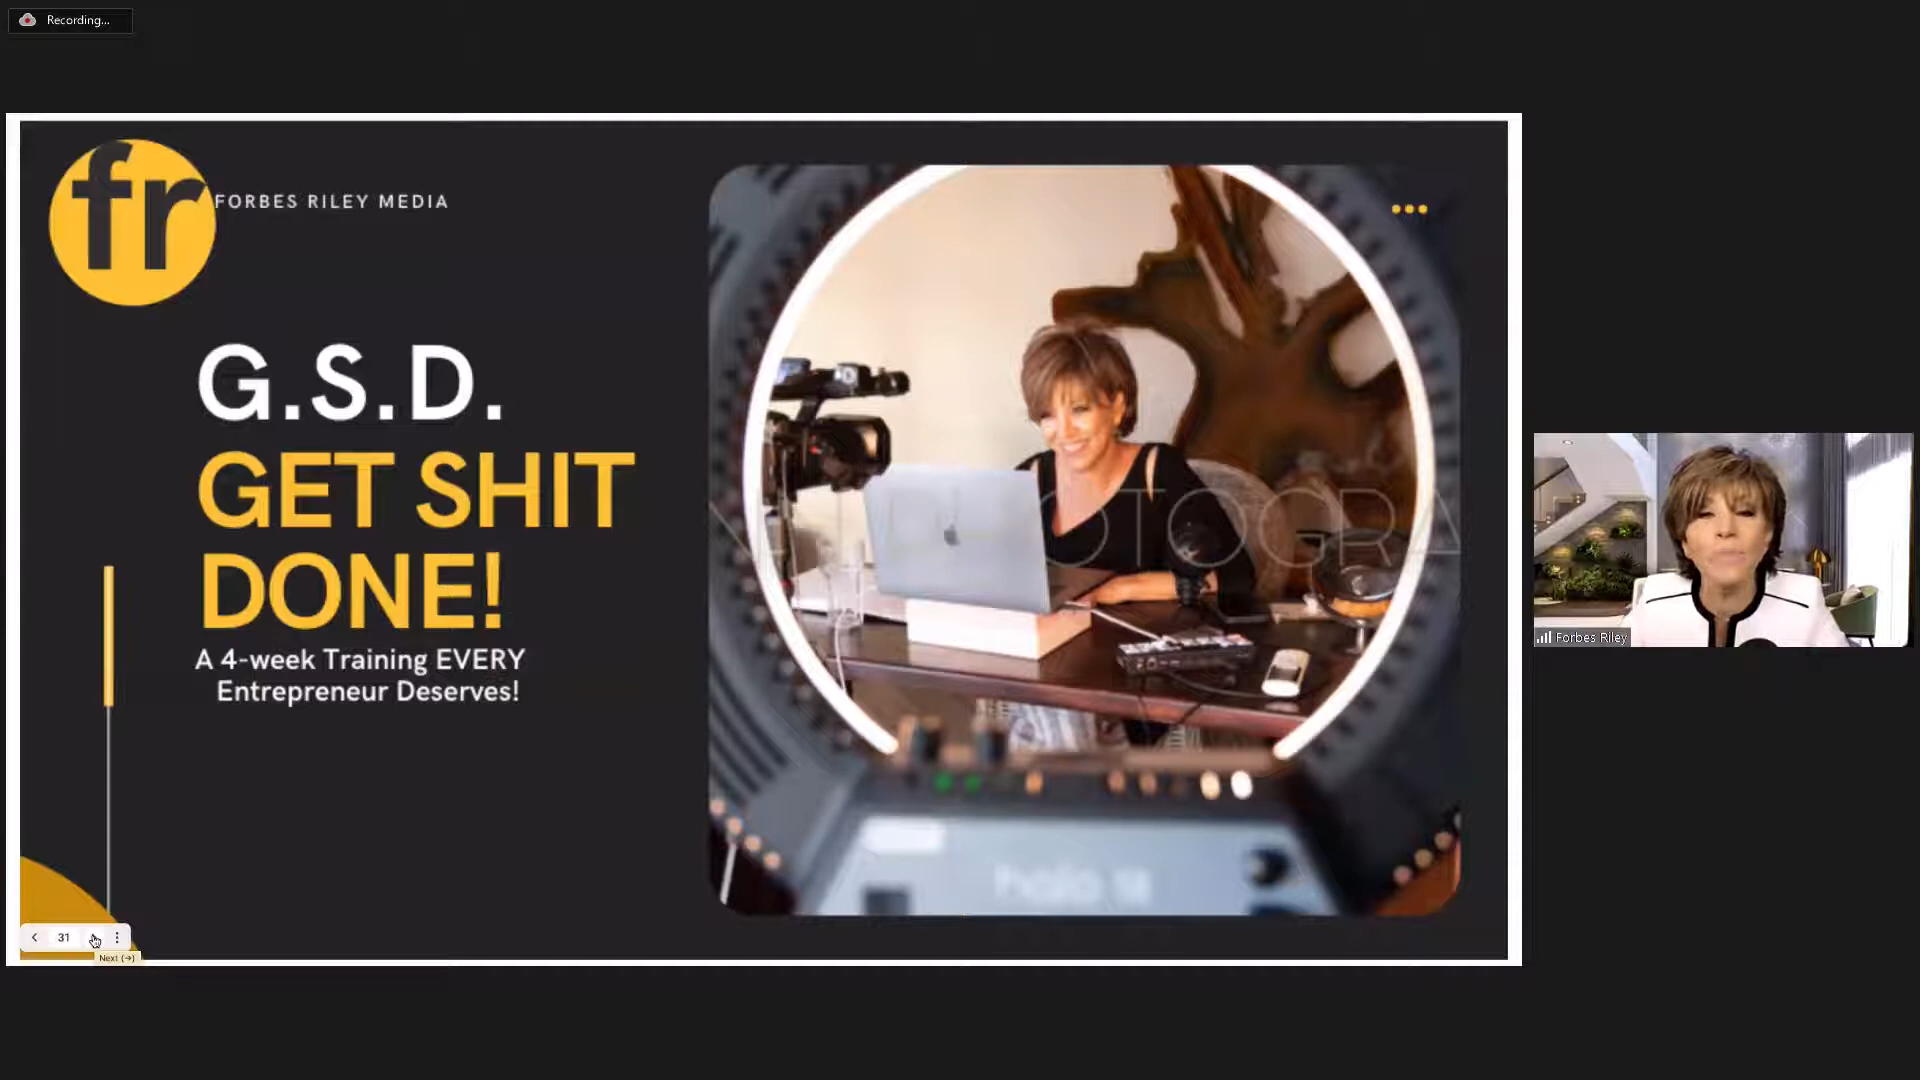 Recording...
fr
FORBES RILEY MEDIA
G.S.D.
GET SHIT
DONE!
A 4-week Training EVERY
Entrepreneur Deserves!
31
Next (→)
Forbes Riley